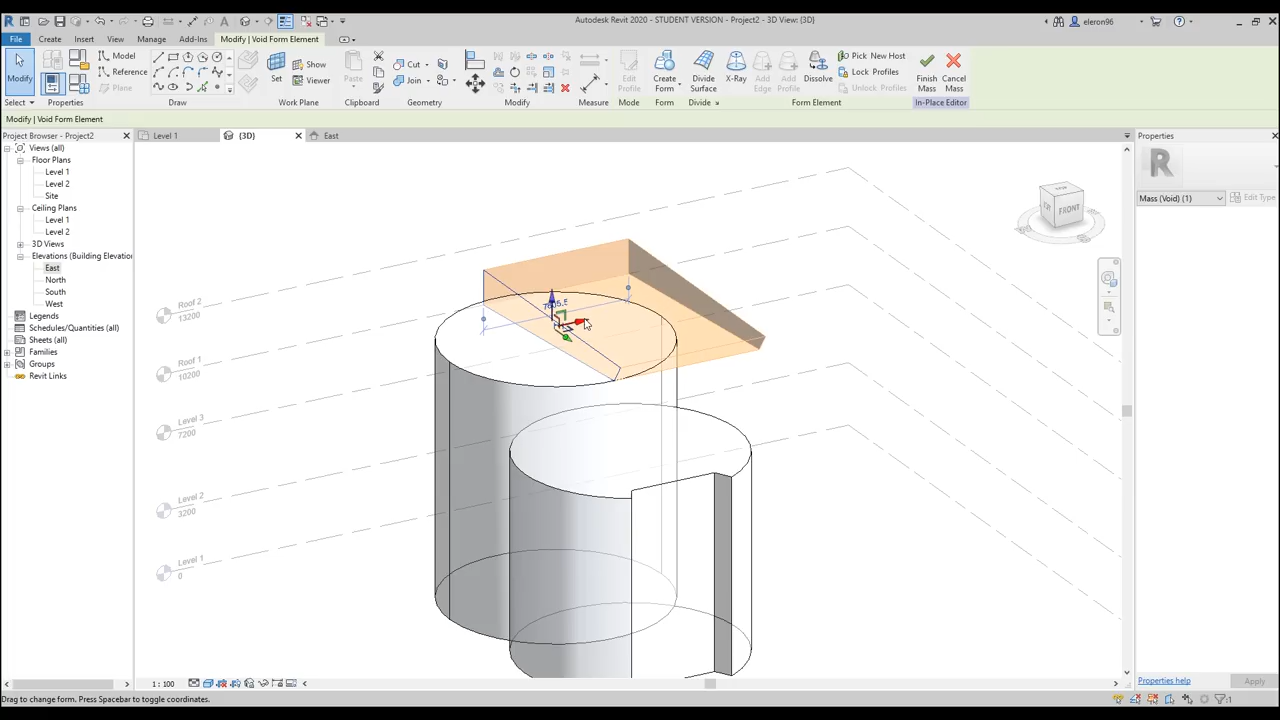 Autodesk Revit 2020 - STUDENT VERSION - Project2 - 3D View: {3D}
eleron96
File Create Insert View Manage Add-Ins Modify | Void Form Element
Modify
Model
Reference
Plane
Set
Show
Viewer
Paste
Cut
Join
Edit Profile
Create Form
Divide Surface
X-Ray
Add Edge
Add Profile
Dissolve
Pick New Host
Lock Profiles
Unlock Profiles
Finish Mass
Cancel Mass
Select Properties Draw Work Plane Clipboard Geometry Modify Measure Mode Form Divide Form Element In-Place Editor
Modify | Void Form Element
Project Browser - Project2
Level 1
{3D}
East
Properties
Views (all)
Floor Plans
Level 1
Level 2
Site
Ceiling Plans
Level 1
Level 2
3D Views
Elevations (Building Elevation
East
North
South
West
Legends
Schedules/Quantities (all)
Sheets (all)
Families
Groups
Revit Links
Roof 2
13200
Roof 1
10200
Level 3
7200
Level 2
3200
Level 1
0
TOP
FRONT
Mass (Void) (1)
Edit Type
1 : 100
Properties help
Apply
Drag to change form. Press Spacebar to toggle coordinates.
:1